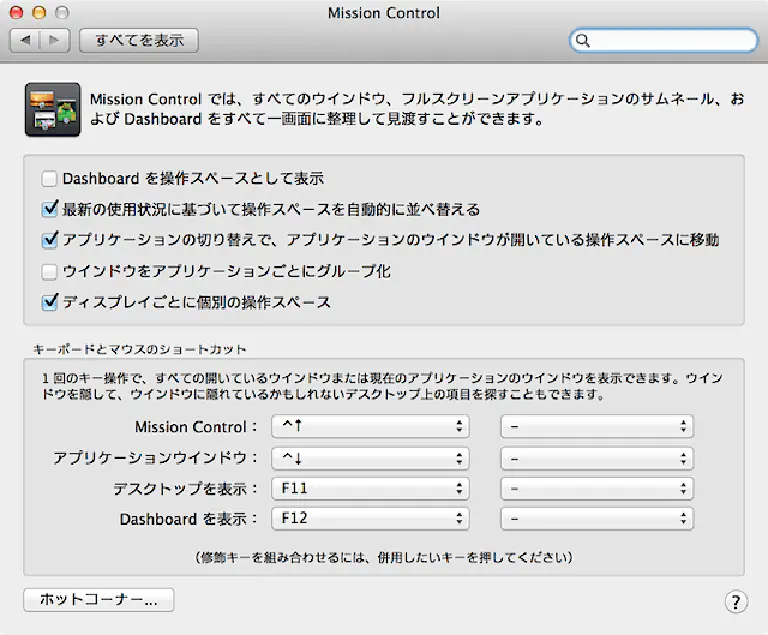 Mission Control
すべてを表示
Mission Control では、すべてのウインドウ、フルスクリーンアプリケーションのサムネール、お
よび Dashboard をすべて一画面に整理して見渡すことができます。
Dashboard を操作スペースとして表示
最新の使用状況に基づいて操作スペースを自動的に並べ替える
アプリケーションの切り替えで、アプリケーションのウインドウが開いている操作スペースに移動
ウインドウをアプリケーションごとにグループ化
ディスプレイごとに個別の操作スペース
キーボードとマウスのショートカット
1 回のキー操作で、すべての開いているウインドウまたは現在のアプリケーションのウインドウを表示できます。ウイン
ドウを隠して、ウインドウに隠れているかもしれないデスクトップ上の項目を探すこともできます。
Mission Control： ^↑ –
アプリケーションウインドウ： ^↓ –
デスクトップを表示： F11 –
Dashboard を表示： F12 –
（修飾キーを組み合わせるには、併用したいキーを押してください）
ホットコーナー... ?